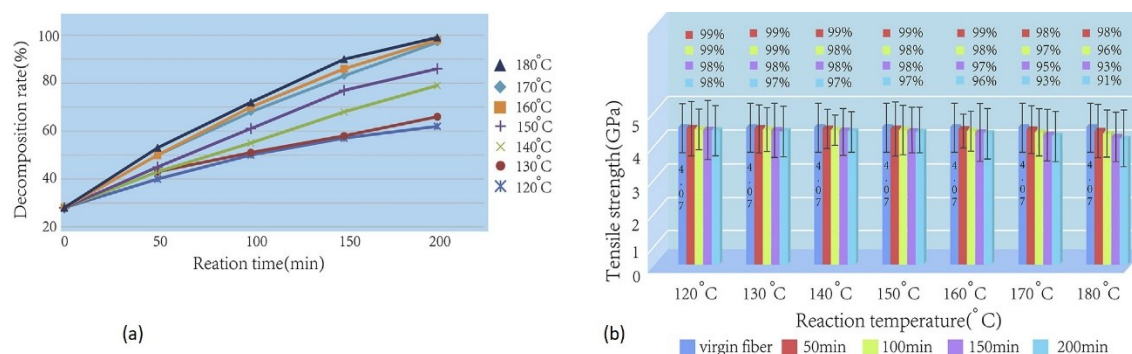 Decomposition rate(%)
100
80
60
40
20
0
50
100
150
200
Reation time(min)
180°C
170°C
160°C
150°C
140°C
130°C
120°C
(a)
Tensile strength(GPa)
5
4
3
2
1
0
99% 99% 99% 99% 99% 98% 98%
99% 99% 98% 98% 98% 97% 96%
98% 98% 98% 98% 97% 95% 93%
98% 97% 97% 97% 96% 93% 91%
4.07 4.07 4.07 4.07 4.07 4.07 4.07
120°C 130°C 140°C 150°C 160°C 170°C 180°C
Reaction temperature(°C)
(b)
virgin fiber 50min 100min 150min 200min